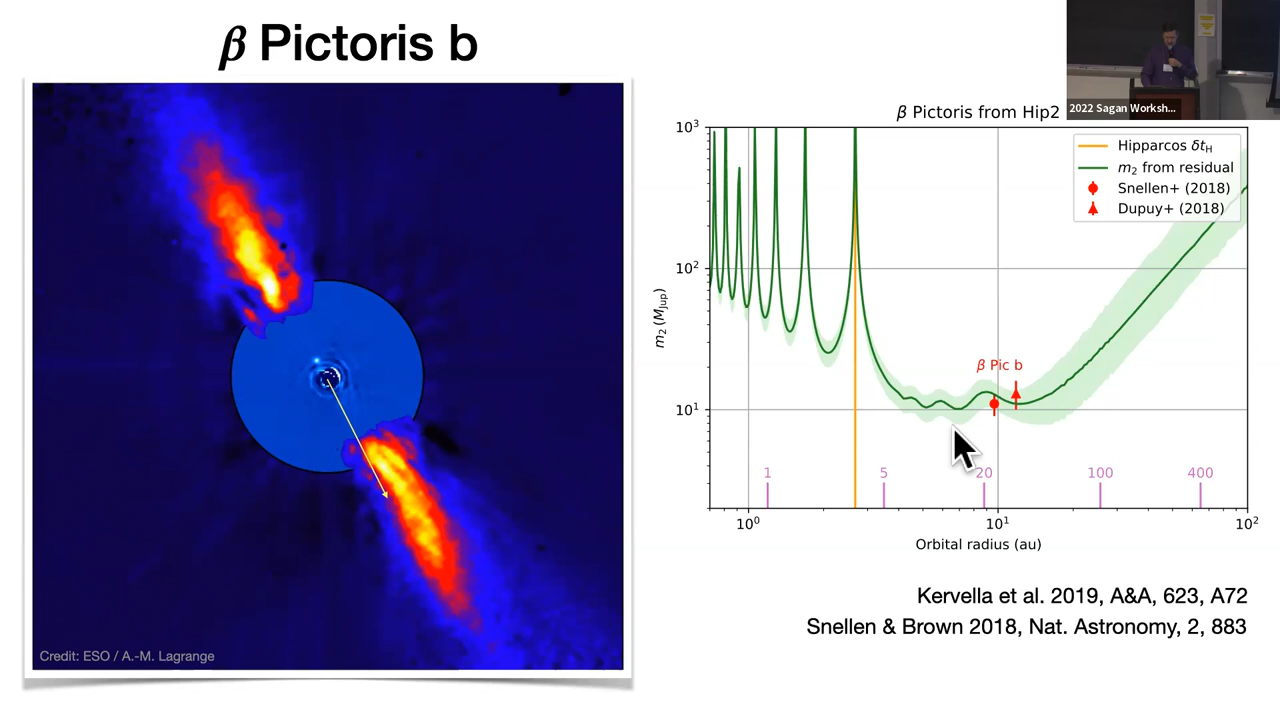 β Pictoris b
Credit: ESO / A.-M. Lagrange
2022 Sagan Worksh...
β Pictoris from Hip2
Hipparcos δtH
m2 from residual
Snellen+ (2018)
Dupuy+ (2018)
10³
10²
10¹
m2 (MJup)
β Pic b
1
5
20
100
400
10⁰
10¹
10²
Orbital radius (au)
Kervella et al. 2019, A&A, 623, A72
Snellen & Brown 2018, Nat. Astronomy, 2, 883